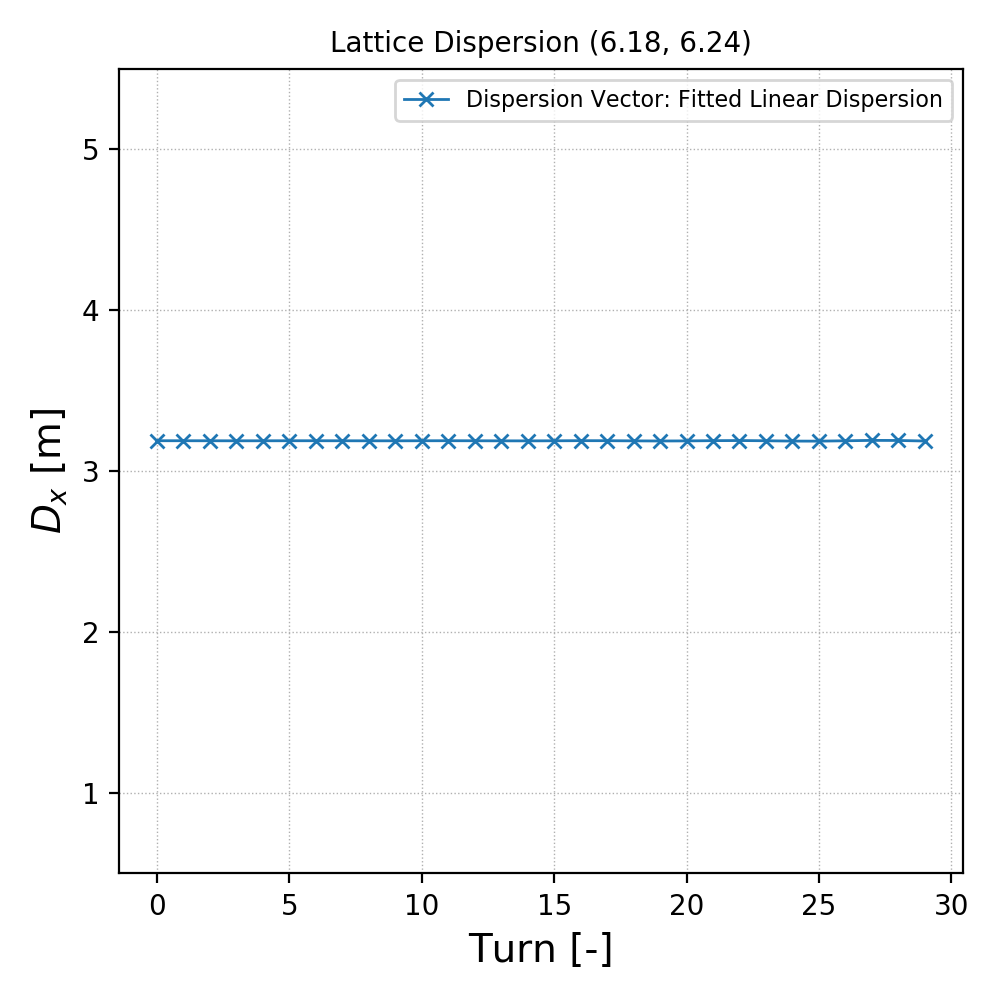 Lattice Dispersion (6.18, 6.24)
Dispersion Vector: Fitted Linear Dispersion
5
4
3
2
1
D_x [m]
0 5 10 15 20 25 30
Turn [-]